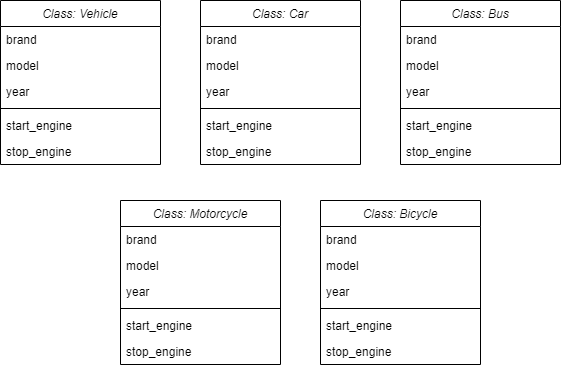 Class: Vehicle
brand
model
year
start_engine
stop_engine
Class: Car
brand
model
year
start_engine
stop_engine
Class: Bus
brand
model
year
start_engine
stop_engine
Class: Motorcycle
brand
model
year
start_engine
stop_engine
Class: Bicycle
brand
model
year
start_engine
stop_engine